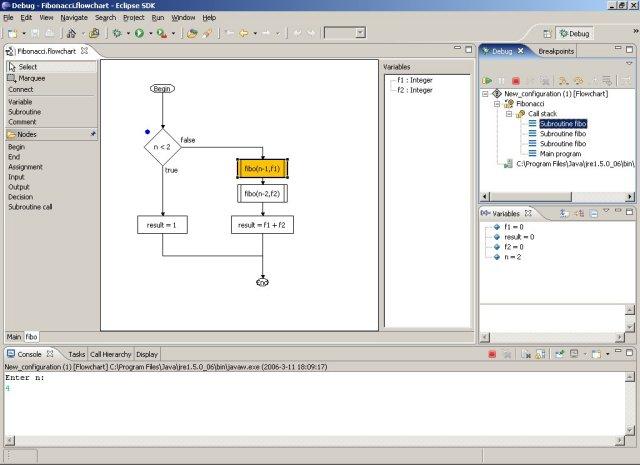 Debug - Fibonacci.flowchart - Eclipse SDK
File Edit View Navigate Search Project Run Window Help
Debug
Fibonacci.flowchart
Select
Marquee
Connect
Variable
Subroutine
Comment
Nodes
Begin
End
Assignment
Input
Output
Decision
Subroutine call
Begin
n < 2
false
true
fibo(n-1,f1)
fibo(n-2,f2)
result = 1
result = f1 + f2
End
Variables
f1 : Integer
f2 : Integer
Main fibo
Debug Breakpoints
New_configuration (1) [Flowchart]
Fibonacci
Call stack
Subroutine fibo
Subroutine fibo
Subroutine fibo
Main program
C:\Program Files\Java\jre1.5.0_06\bin\
Variables
f1 = 0
result = 0
f2 = 0
n = 2
Console Tasks Call Hierarchy Display
New_configuration (1) [Flowchart] C:\Program Files\Java\jre1.5.0_06\bin\javaw.exe (2006-3-11 18:09:17)
Enter n:
4